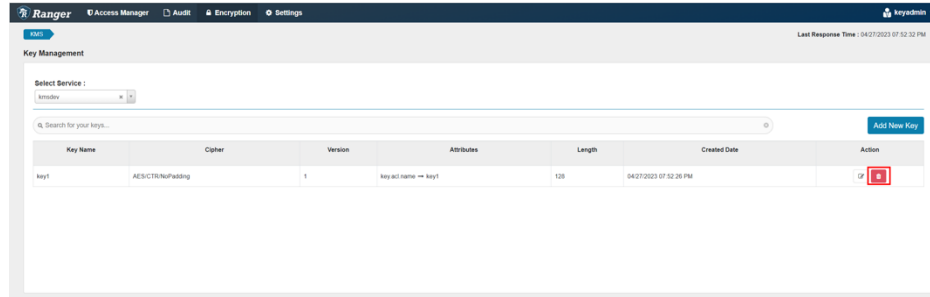 Ranger Access Manager Audit Encryption Settings keyadmin
KMS Last Response Time : 04/27/2023 07:52:32 PM
Key Management
Select Service :
kmsdev
Search for your keys... Add New Key
Key Name Cipher Version Attributes Length Created Date Action
key1 AES/CTR/NoPadding 1 key.acl.name → key1 128 04/27/2023 07:52:26 PM